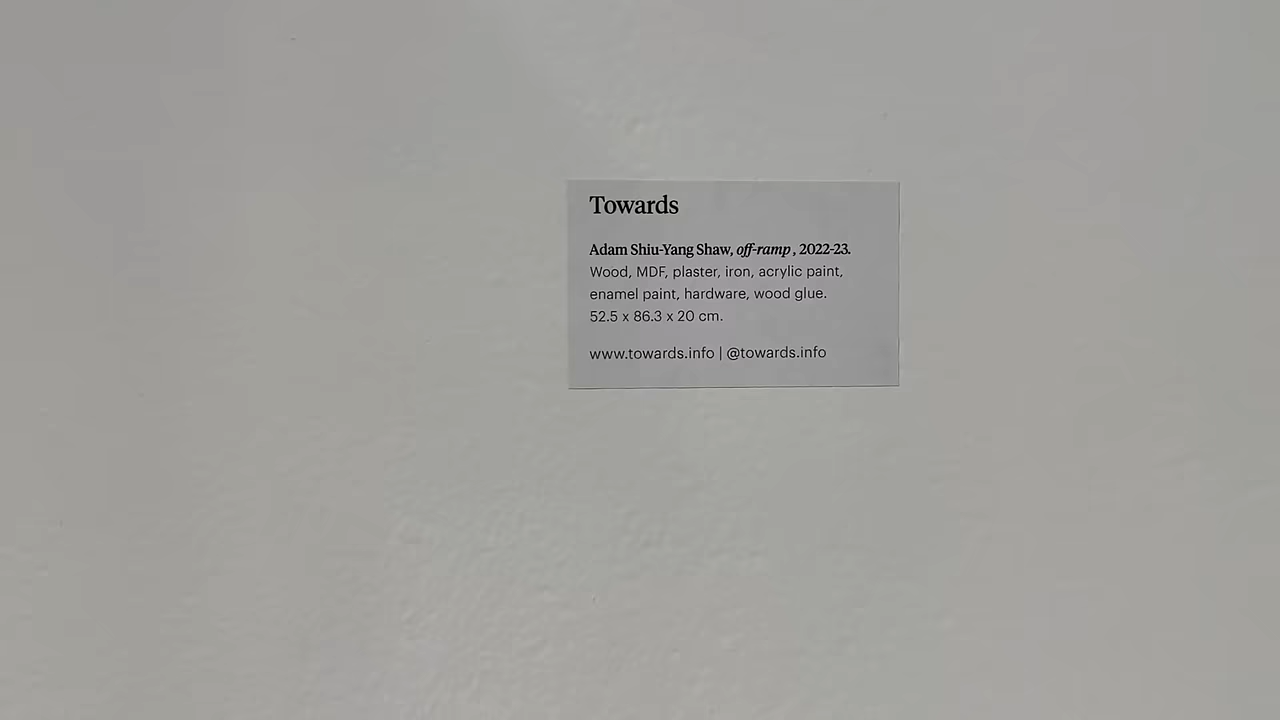 Towards
Adam Shiu-Yang Shaw, off-ramp, 2022-23.
Wood, MDF, plaster, iron, acrylic paint,
enamel paint, hardware, wood glue.
52.5 x 86.3 x 20 cm.
www.towards.info | @towards.info